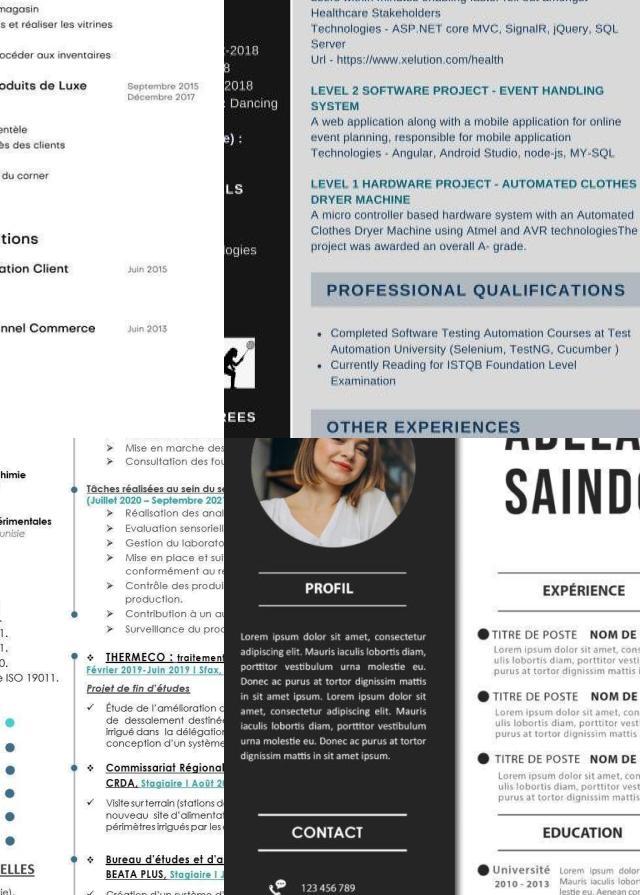 magasin
s et réaliser les vitrines
océder aux inventaires
oduits de Luxe
Septembre 2015
Décembre 2017
entèle
ès des clients
du corner
tions
ation Client
Juin 2015
nnel Commerce
Juin 2013
-2018
8
2018
: Dancing
e) :
LS
logies
EES
Healthcare Stakeholders
Technologies - ASP.NET core MVC, SignalR, jQuery, SQL
Server
Url - https://www.xelution.com/health
LEVEL 2 SOFTWARE PROJECT - EVENT HANDLING
SYSTEM
A web application along with a mobile application for online
event planning, responsible for mobile application
Technologies - Angular, Android Studio, node-js, MY-SQL
LEVEL 1 HARDWARE PROJECT - AUTOMATED CLOTHES
DRYER MACHINE
A micro controller based hardware system with an Automated
Clothes Dryer Machine using Atmel and AVR technologiesThe
project was awarded an overall A- grade.
PROFESSIONAL QUALIFICATIONS
• Completed Software Testing Automation Courses at Test
Automation University (Selenium, TestNG, Cucumber )
• Currently Reading for ISTQB Foundation Level
Examination
OTHER EXPERIENCES
himie
érimentales
unisie
1.
1.
0.
e ISO 19011.
ELLES
➢ Mise en marche des
➢ Consultation des fou
Tâches réalisées au sein du se
(Juillet 2020 – Septembre 202
➢ Réalisation des anal
➢ Evaluation sensoriell
➢ Gestion du laborato
➢ Mise en place et sui
conformément au re
➢ Contrôle des produi
production.
➢ Contribution à un au
➢ Surveillance du proc
❖ THERMECO : traitement
Février 2019-Juin 2019 I Sfax,
Projet de fin d'études
✓ Étude de l'amélioration d
de dessalement destiné
irrigué dans la délégation
conception d'un système
❖ Commissariat Régional
CRDA, Stagiaire I Août 20
✓ Visite sur terrain (stations d
nouveau site d'alimentat
périmètres irrigués par les e
❖ Bureau d'études et d'a
BEATA PLUS, Stagiaire I J
✓ Création d'un système d'
PROFIL
Lorem ipsum dolor sit amet, consectetur
adipiscing elit. Mauris iaculis lobortis diam,
porttitor vestibulum urna molestie eu.
Donec ac purus at tortor dignissim mattis
in sit amet ipsum. Lorem ipsum dolor sit
amet, consectetur adipiscing elit. Mauris
iaculis lobortis diam, porttitor vestibulum
urna molestie eu. Donec ac purus at tortor
dignissim mattis in sit amet ipsum.
CONTACT
123 456 789
ADELA
SAINDO
EXPÉRIENCE
TITRE DE POSTE NOM DE
Lorem ipsum dolor sit amet, cons
ulis lobortis diam, porttitor vesti
purus at tortor dignissim mattis i
TITRE DE POSTE NOM DE
Lorem ipsum dolor sit amet, con
ulis lobortis diam, porttitor vest
purus at tortor dignissim mattis
TITRE DE POSTE NOM DE
Lorem ipsum dolor sit amet, con
ulis lobortis diam, porttitor vest
purus at tortor dignissim mattis
EDUCATION
Université
2010 - 2013
Lorem ipsum dolor
Mauris iaculis lobor
lestie eu. Aenean con